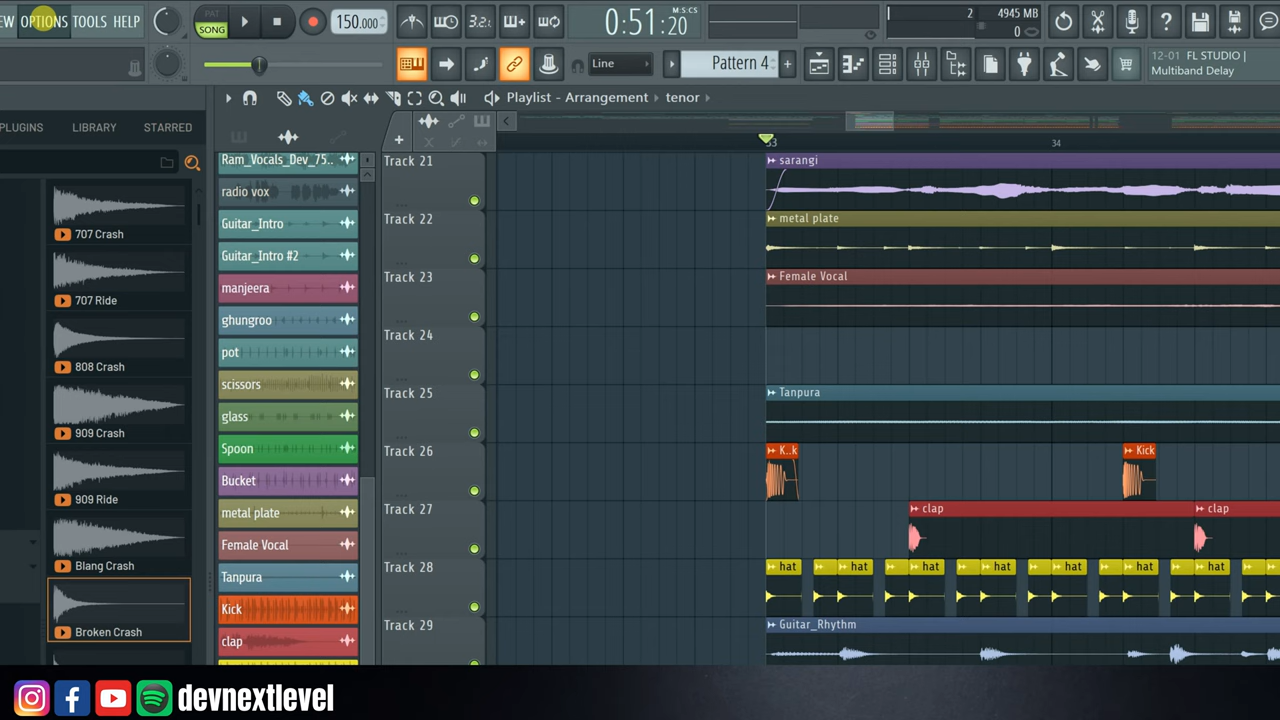 EW OPTIONS TOOLS HELP
PAT
SONG
150.000
3.2.
0:51:20
M:S:CS
2
4945 MB
0
Line
Pattern 4
12-01 FL STUDIO |
Multiband Delay
Playlist - Arrangement ▸ tenor ▸
PLUGINS LIBRARY STARRED
707 Crash
707 Ride
808 Crash
909 Crash
909 Ride
Blang Crash
Broken Crash
Ram_Vocals_Dev_75..
radio vox
Guitar_Intro
Guitar_Intro #2
manjeera
ghungroo
pot
scissors
glass
Spoon
Bucket
metal plate
Female Vocal
Tanpura
Kick
clap
33 34
Track 21
sarangi
Track 22
metal plate
Track 23
Female Vocal
Track 24
Track 25
Tanpura
Track 26
K..k Kick
Track 27
clap clap
Track 28
hat hat hat hat hat hat hat
Track 29
Guitar_Rhythm
devnextlevel